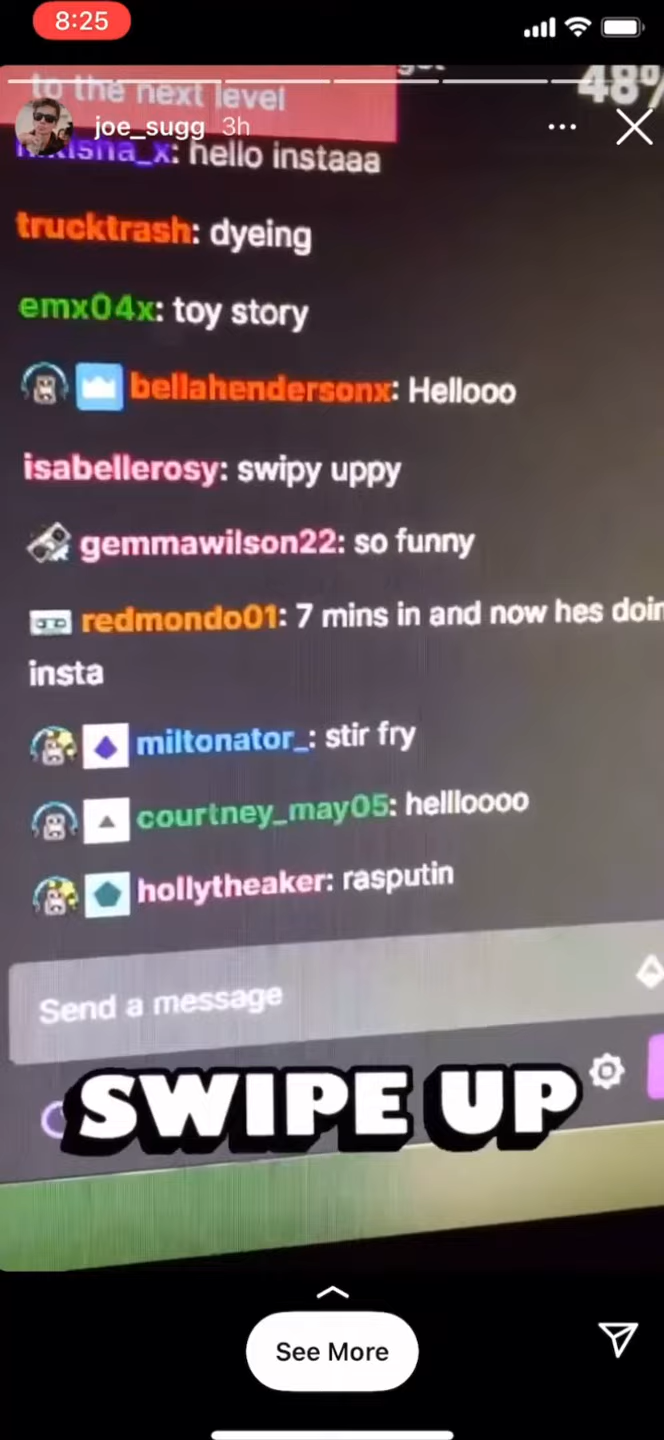 8:25
48%
to the next level
joe_sugg 3h
hello instaaa
trucktrash: dyeing
emx04x: toy story
bellahendersonx: Hellooo
isabellerosy: swipy uppy
gemmawilson22: so funny
redmondo01: 7 mins in and now hes doin
insta
miltonator_: stir fry
courtney_may05: hellloooo
hollytheaker: rasputin
Send a message
SWIPE UP
See More